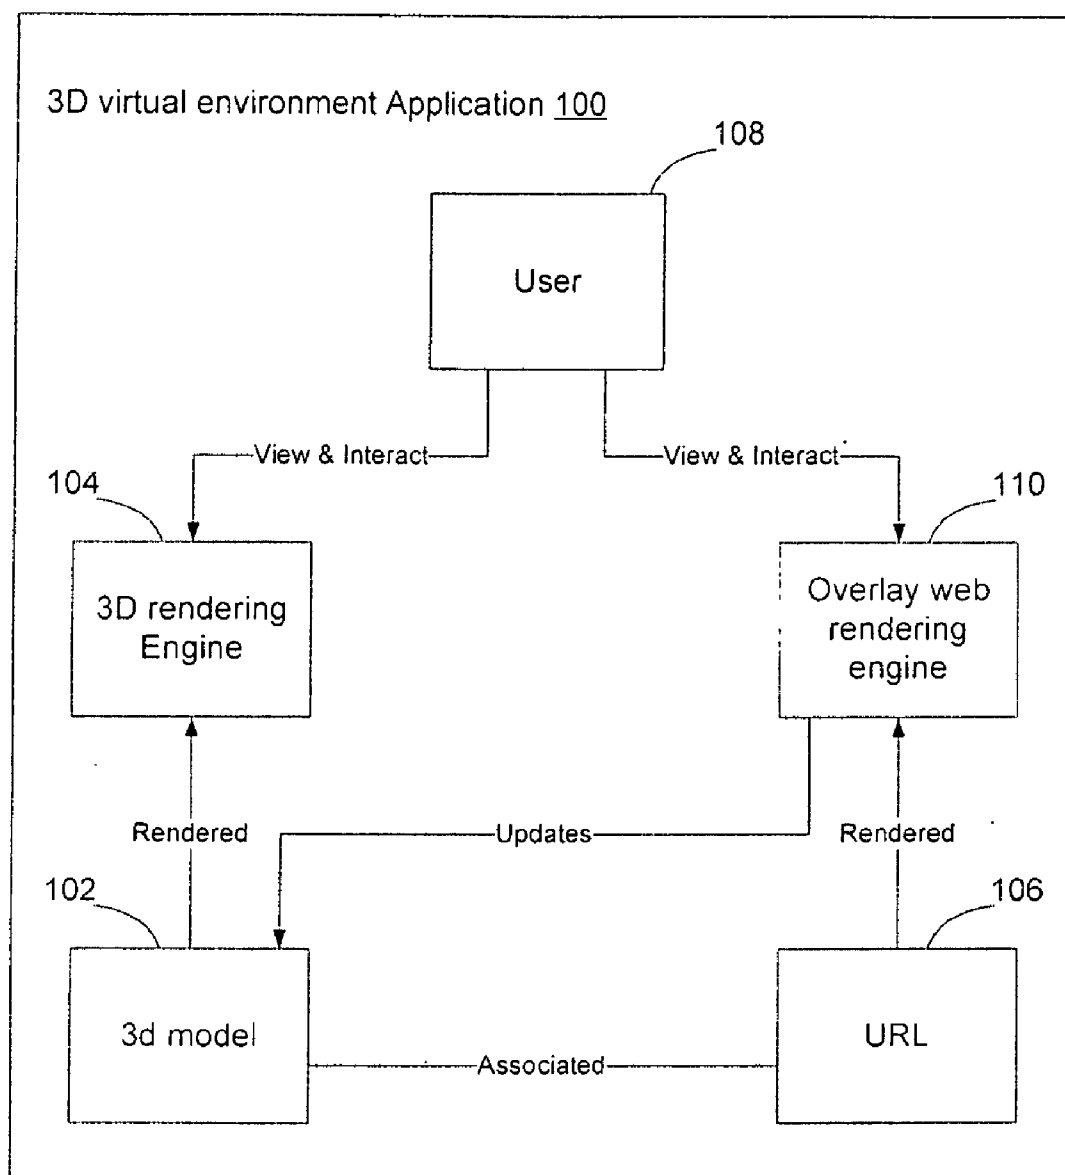 3D virtual environment Application 100
108
User
View & Interact
View & Interact
104
110
3D rendering
Engine
Overlay web
rendering
engine
Rendered
Updates
Rendered
102
106
3d model
Associated
URL